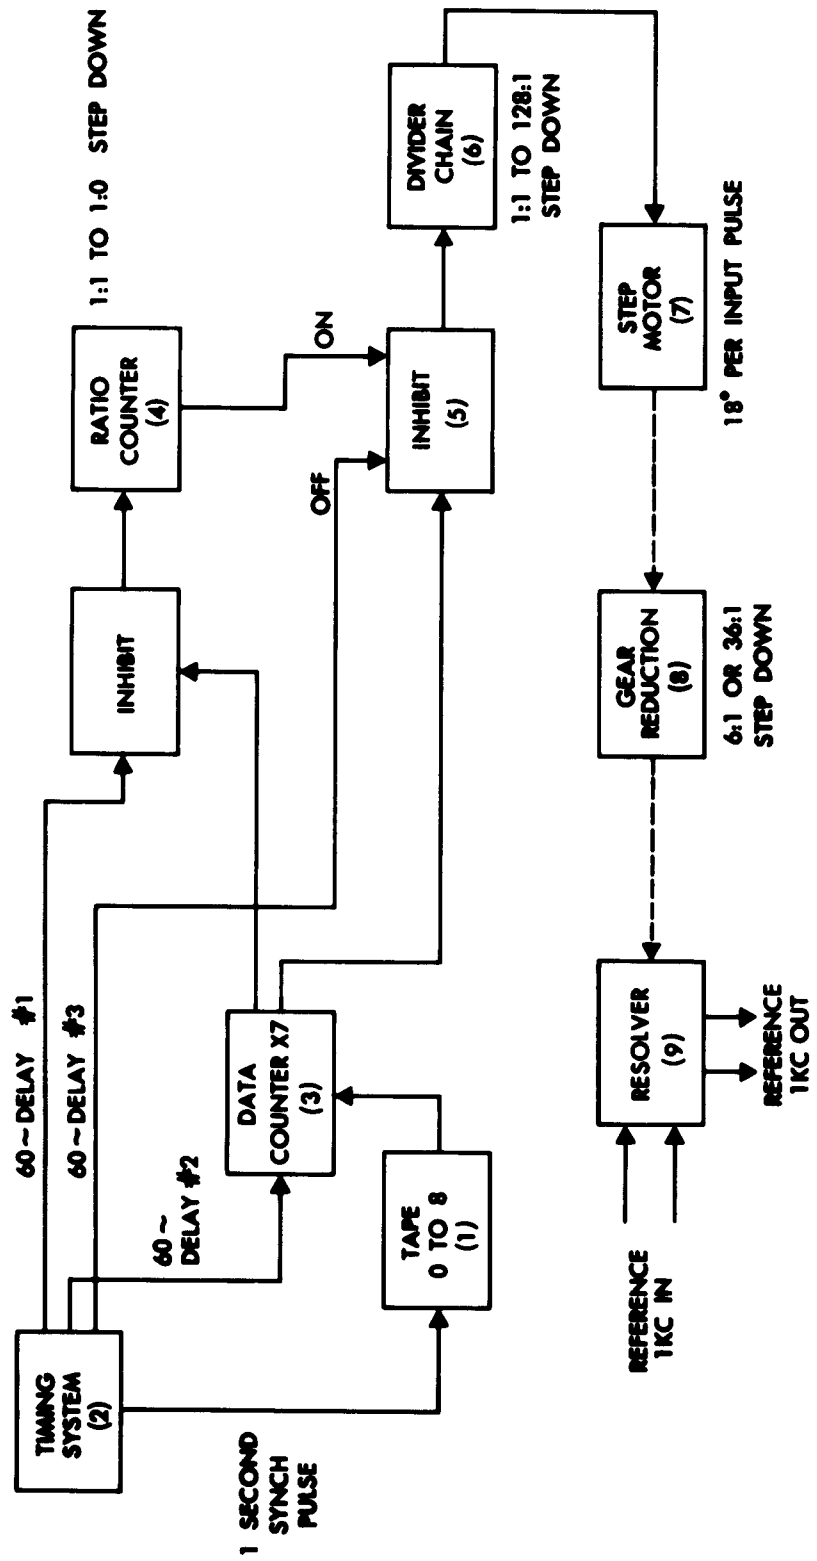 TIMING
SYSTEM
(2)
60~DELAY #1
60~DELAY #3
60~
DELAY #2
1 SECOND
SYNCH
PULSE
TAPE
0 TO 8
(1)
DATA
COUNTER X7
(3)
INHIBIT
RATIO
COUNTER
(4)
1:1 TO 1:0 STEP DOWN
OFF
ON
INHIBIT
(5)
DIVIDER
CHAIN
(6)
1:1 TO 128:1
STEP DOWN
REFERENCE
1KC IN
RESOLVER
(9)
REFERENCE
1KC OUT
GEAR
REDUCTION
(8)
6:1 OR 36:1
STEP DOWN
STEP
MOTOR
(7)
18° PER INPUT PULSE